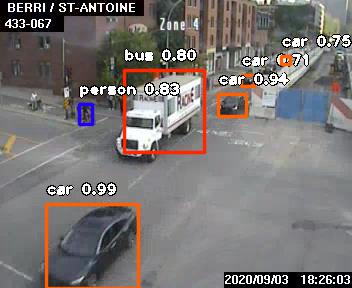 BERRI / ST-ANTOINE
433-067
Zone 4
car 0.75
bus 0.80
car 0.71
person 0.83
car 0.94
car 0.99
2020/09/03 18:26:03